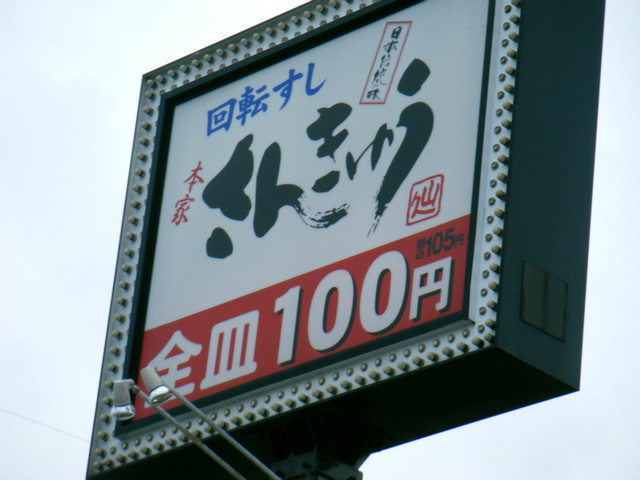 日本伝統味
回転すし
本家
さんきゅう
税込105円
全皿100円